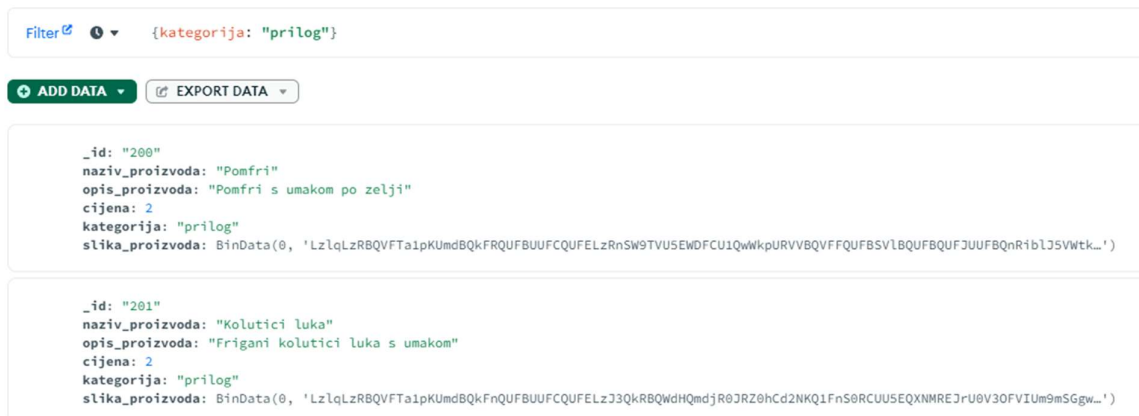 Filter {kategorija: "prilog"}
ADD DATA EXPORT DATA
_id: "200"
naziv_proizvoda: "Pomfri"
opis_proizvoda: "Pomfri s umakom po zelji"
cijena: 2
kategorija: "prilog"
slika_proizvoda: BinData(0, 'LzlqLzRBQVFTa1pKUmdBQkFRQUFBUUFCQUFELzRnSW9TVU5EWDFCU1QwWkpURVVBQVFFQUFBSVlBQUFBQUFJUUFBQnRiblJ5VWtk…')
_id: "201"
naziv_proizvoda: "Kolutici luka"
opis_proizvoda: "Frigani kolutici luka s umakom"
cijena: 2
kategorija: "prilog"
slika_proizvoda: BinData(0, 'LzlqLzRBQVFTa1pKUmdBQkFnQUFBUUFCQUFELzJ3QkRBQWdHQmdjR0JRZ0hCd2NKQ1FnS0RCUU5EQXNMREJrU0V3OFVIUm9mSGgw…')